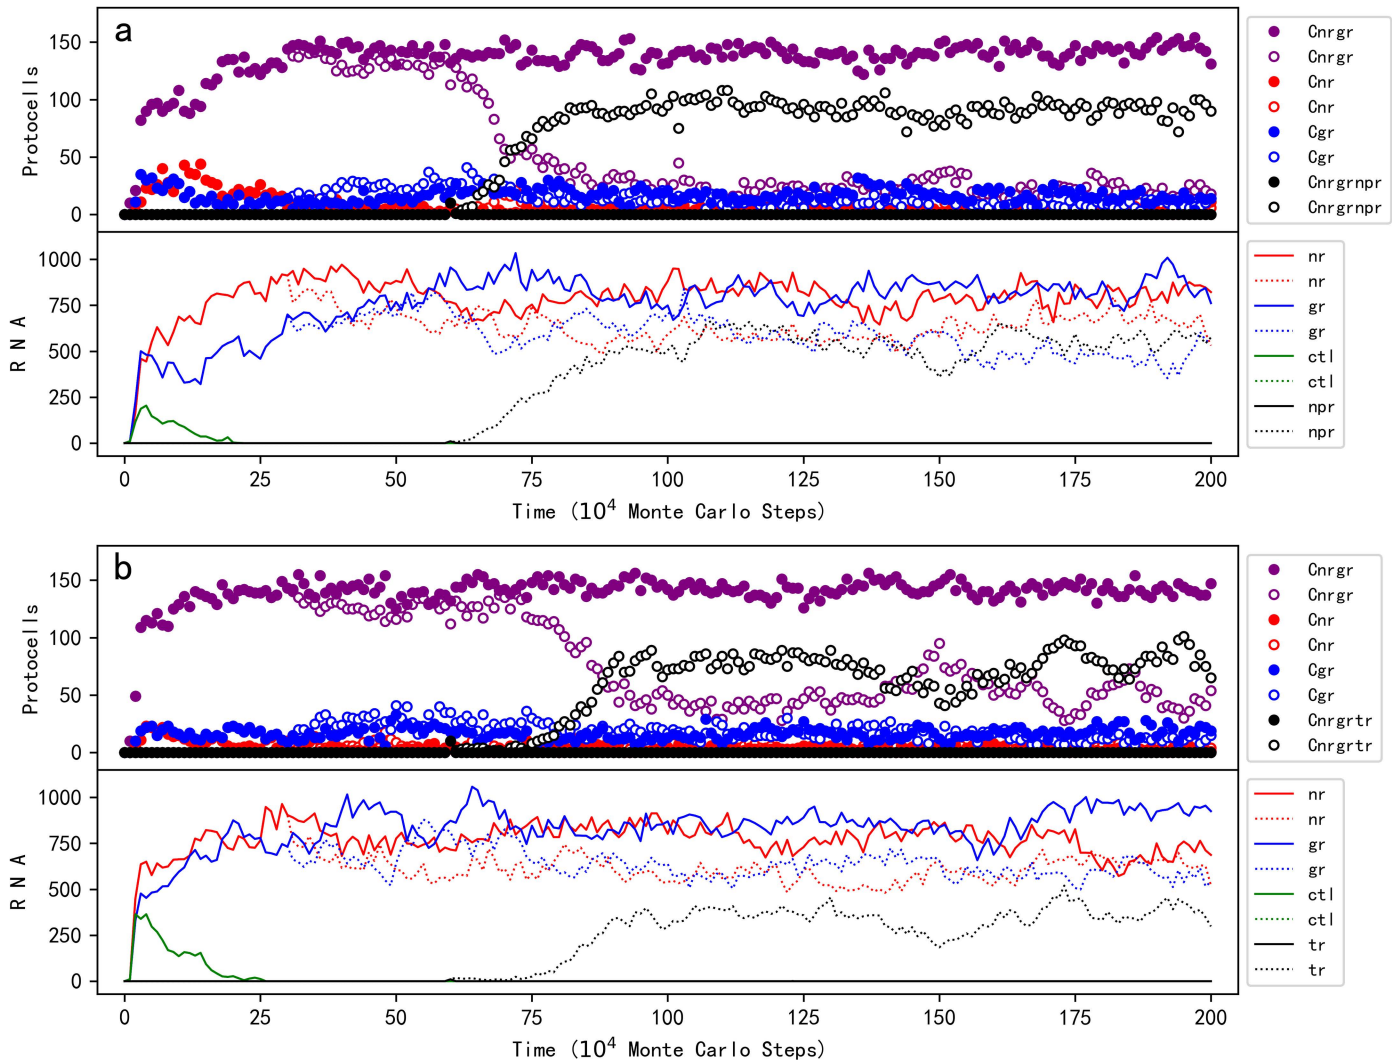 a
150
100
50
0
Protocells
Cnrgr
Cnrgr
Cnr
Cnr
Cgr
Cgr
Cnrgrnpr
Cnrgrnpr
1000
750
500
250
0
R N A
nr
nr
gr
gr
ctl
ctl
npr
npr
0 25 50 75 100 125 150 175 200
Time (10⁴ Monte Carlo Steps)
b
150
100
50
0
Protocells
Cnrgr
Cnrgr
Cnr
Cnr
Cgr
Cgr
Cnrgrtr
Cnrgrtr
1000
750
500
250
0
R N A
nr
nr
gr
gr
ctl
ctl
tr
tr
0 25 50 75 100 125 150 175 200
Time (10⁴ Monte Carlo Steps)